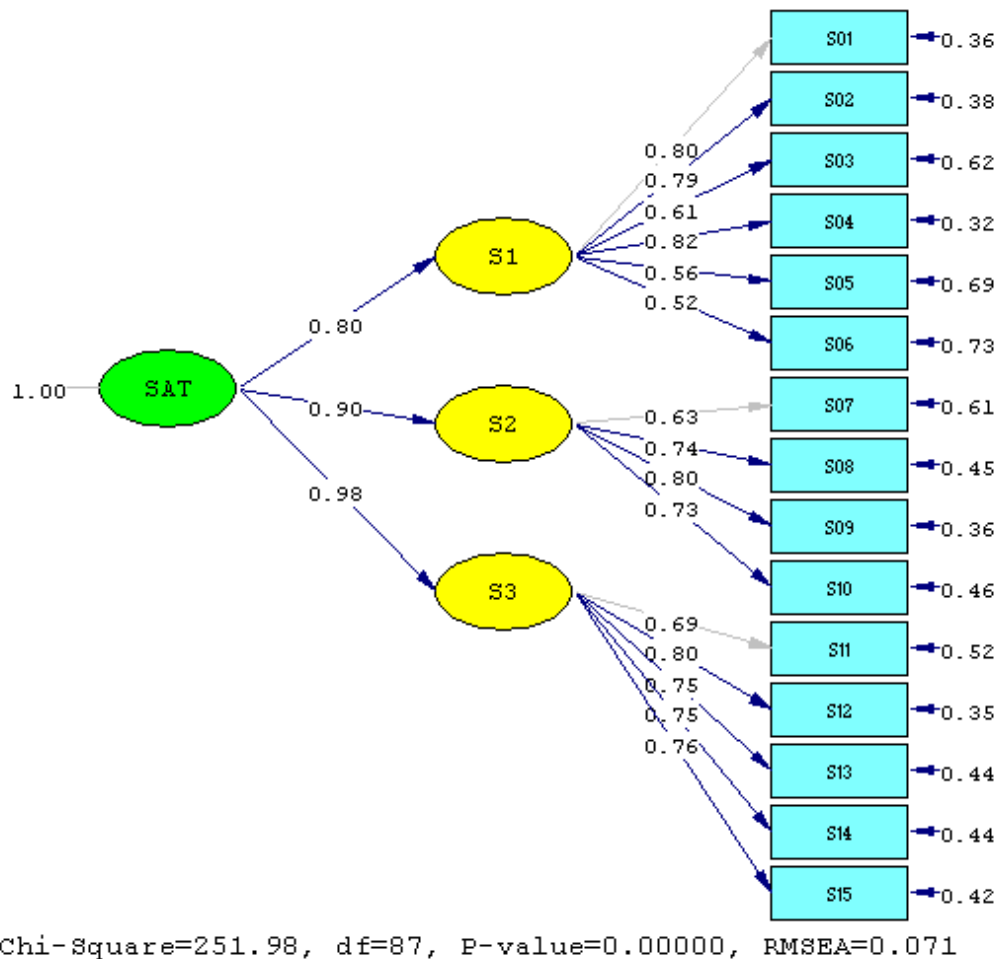 S01
0.36
S02
0.38
0.80
0.79
S03
0.62
0.61
S04
0.32
0.82
S1
0.56
S05
0.69
0.52
0.80
S06
0.73
1.00
SAT
0.90
S2
0.63
S07
0.61
0.74
S08
0.45
0.80
0.98
0.73
S09
0.36
S3
S10
0.46
0.69
S11
0.52
0.80
0.75
S12
0.35
0.75
0.76
S13
0.44
S14
0.44
S15
0.42
Chi-Square=251.98, df=87, P-value=0.00000, RMSEA=0.071